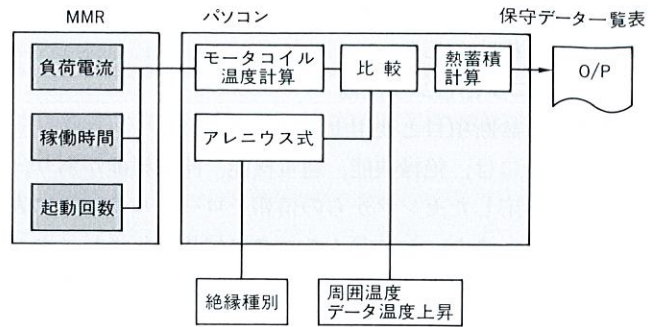 MMR
パソコン
保守データ一覧表
負荷電流
モータコイル
温度計算
比較
熱蓄積
計算
O/P
稼働時間
アレニウス式
起動回数
絶縁種別
周囲温度
データ温度上昇